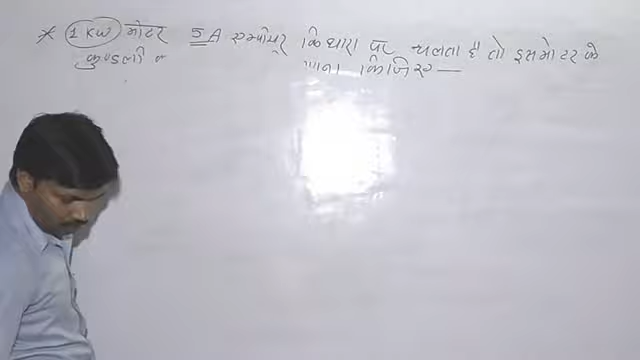 * 1 KW मोटर 5A एम्पीयर कि धारा पर चलता है तो इस मोटर के
कुण्डली कि जिए —